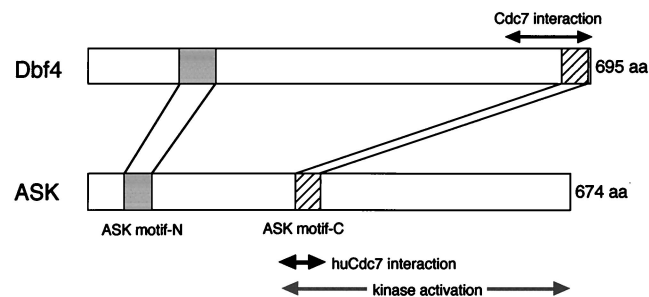 Cdc7 interaction
Dbf4
695 aa
ASK
674 aa
ASK motif-N
ASK motif-C
huCdc7 interaction
kinase activation